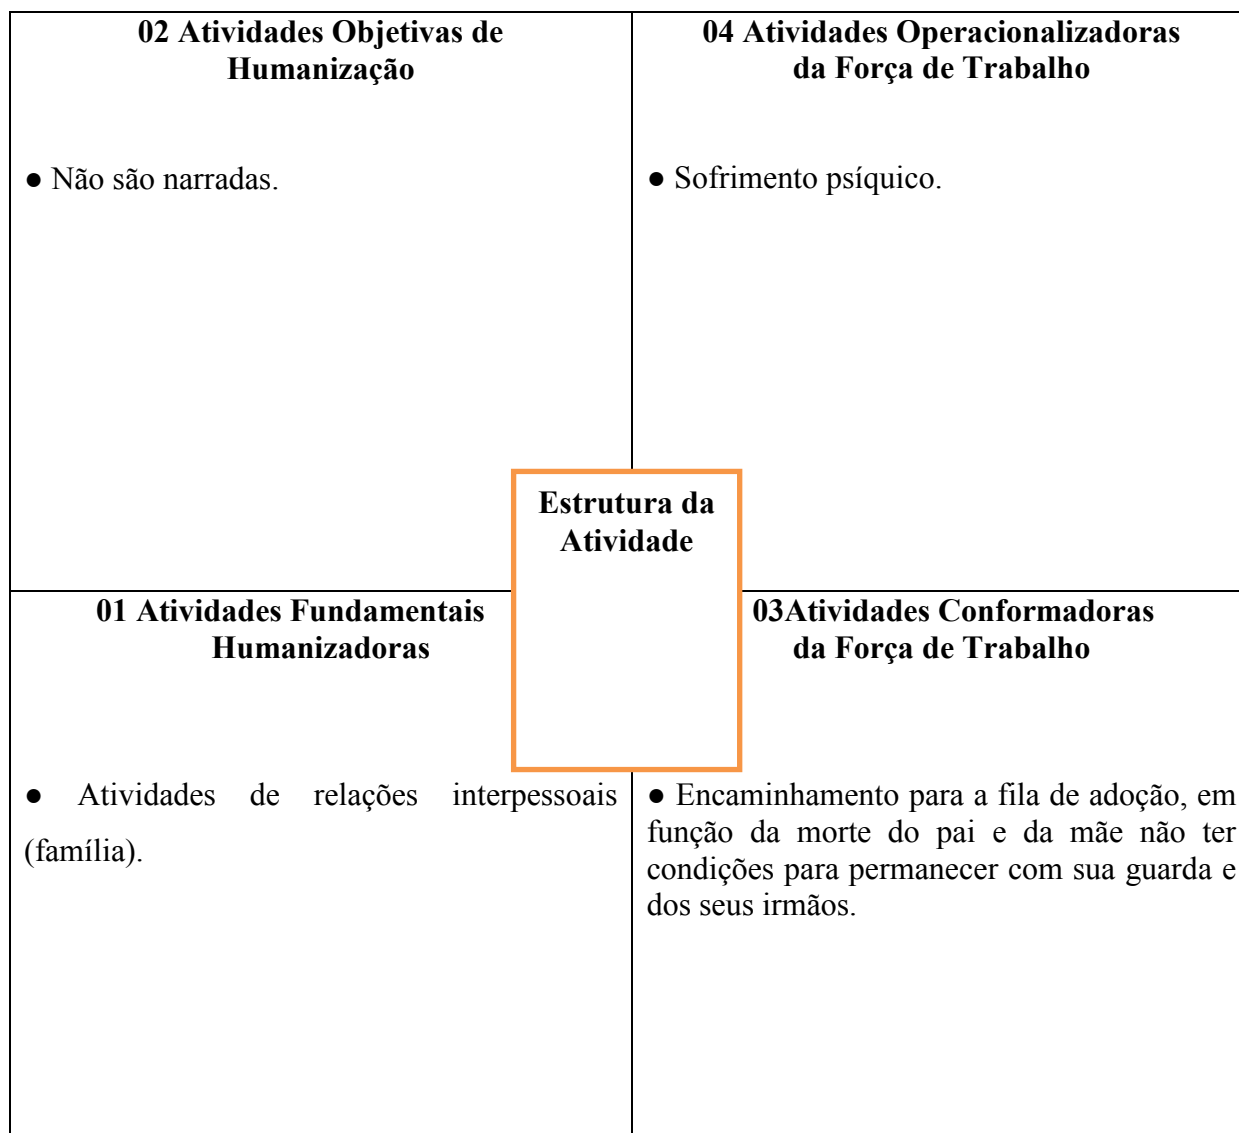 02 Atividades Objetivas de
Humanização
● Não são narradas.
04 Atividades Operacionalizadoras
da Força de Trabalho
● Sofrimento psíquico.
Estrutura da
Atividade
01 Atividades Fundamentais
Humanizadoras
● Atividades de relações interpessoais
(família).
03Atividades Conformadoras
da Força de Trabalho
● Encaminhamento para a fila de adoção, em
função da morte do pai e da mãe não ter
condições para permanecer com sua guarda e
dos seus irmãos.